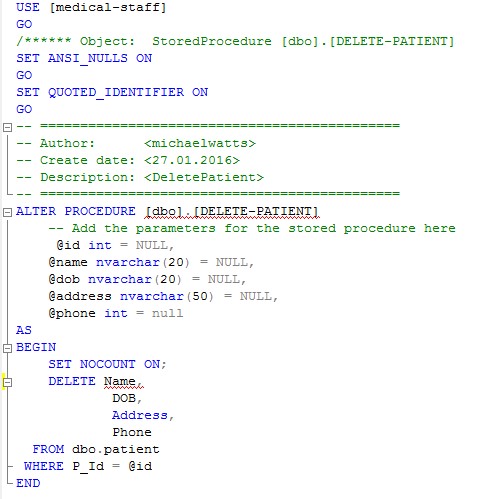 USE [medical-staff]
GO
/****** Object:  StoredProcedure [dbo].[DELETE-PATIENT]
SET ANSI_NULLS ON
GO
SET QUOTED_IDENTIFIER ON
GO
-- =============================================
-- Author:      <michaelwatts>
-- Create date: <27.01.2016>
-- Description: <DeletePatient>
-- =============================================
ALTER PROCEDURE [dbo].[DELETE-PATIENT]
    -- Add the parameters for the stored procedure here
     @id int = NULL,
    @name nvarchar(20) = NULL,
    @dob nvarchar(20) = NULL,
    @address nvarchar(50) = NULL,
    @phone int = null
AS
BEGIN
    SET NOCOUNT ON;
    DELETE Name,
            DOB,
            Address,
            Phone
  FROM dbo.patient
 WHERE P_Id = @id
END